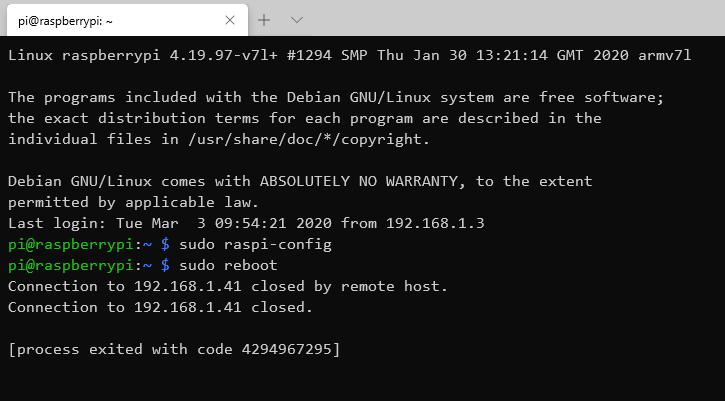 pi@raspberrypi: ~
Linux raspberrypi 4.19.97-v7l+ #1294 SMP Thu Jan 30 13:21:14 GMT 2020 armv7l
The programs included with the Debian GNU/Linux system are free software;
the exact distribution terms for each program are described in the
individual files in /usr/share/doc/*/copyright.
Debian GNU/Linux comes with ABSOLUTELY NO WARRANTY, to the extent
permitted by applicable law.
Last login: Tue Mar  3 09:54:21 2020 from 192.168.1.3
pi@raspberrypi:~ $ sudo raspi-config
pi@raspberrypi:~ $ sudo reboot
Connection to 192.168.1.41 closed by remote host.
Connection to 192.168.1.41 closed.
[process exited with code 4294967295]